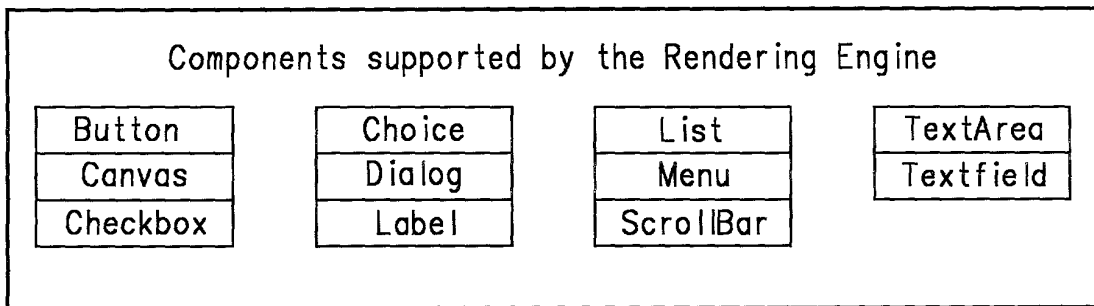 Components supported by the Rendering Engine
Button
Canvas
Checkbox
Choice
Dialog
Label
List
Menu
ScrollBar
TextArea
Textfield